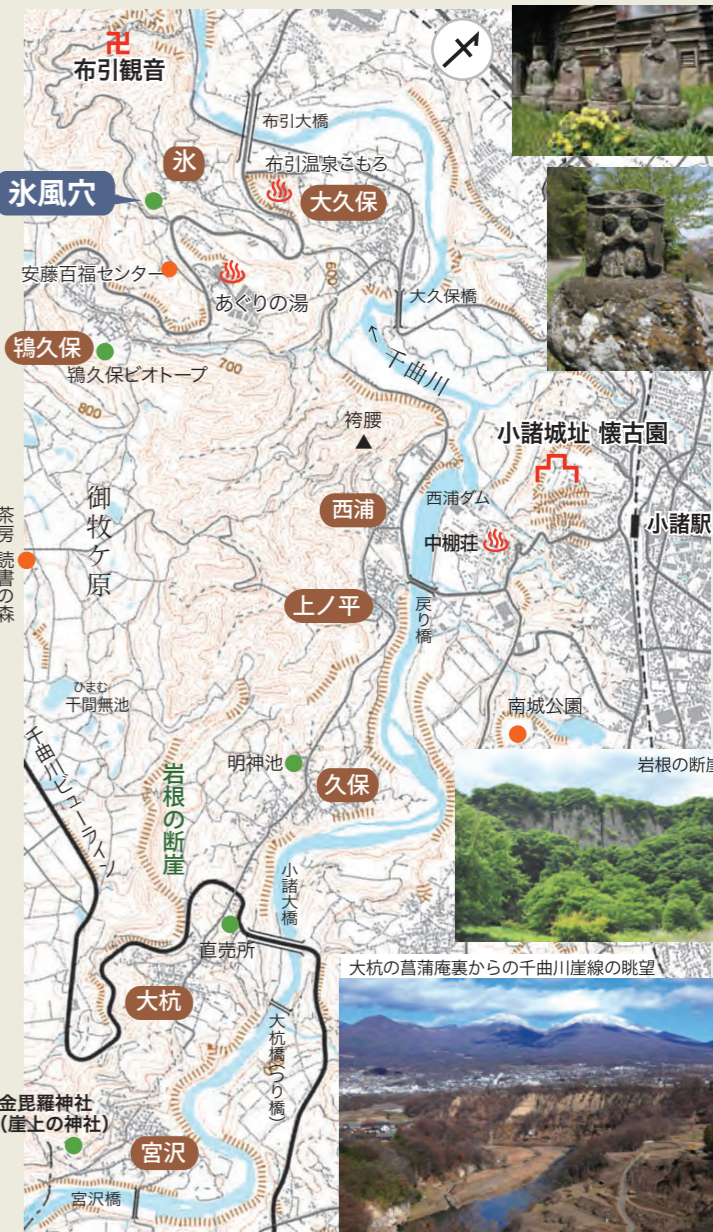 卍
布引観音
布引大橋
氷
布引温泉こもろ
大久保
氷風穴
安藤百福センター
あぐりの湯
600
大久保橋
千曲川
鴇久保
鴇久保ビオトープ
700
800
袴腰
小諸城址 懐古園
御牧ケ原
西浦
西浦ダム
中棚荘
小諸駅
茶房 読書の森
上ノ平
戻り橋
ひまむ
干間無池
南城公園
千曲川ビューライン
明神池
久保
岩根の断崖
岩根の断崖
小諸大橋
直売所
大杭の菖蒲庵裏からの千曲川崖線の眺望
大杭
大杭橋(つり橋)
金毘羅神社
(崖上の神社)
宮沢
宮沢橋